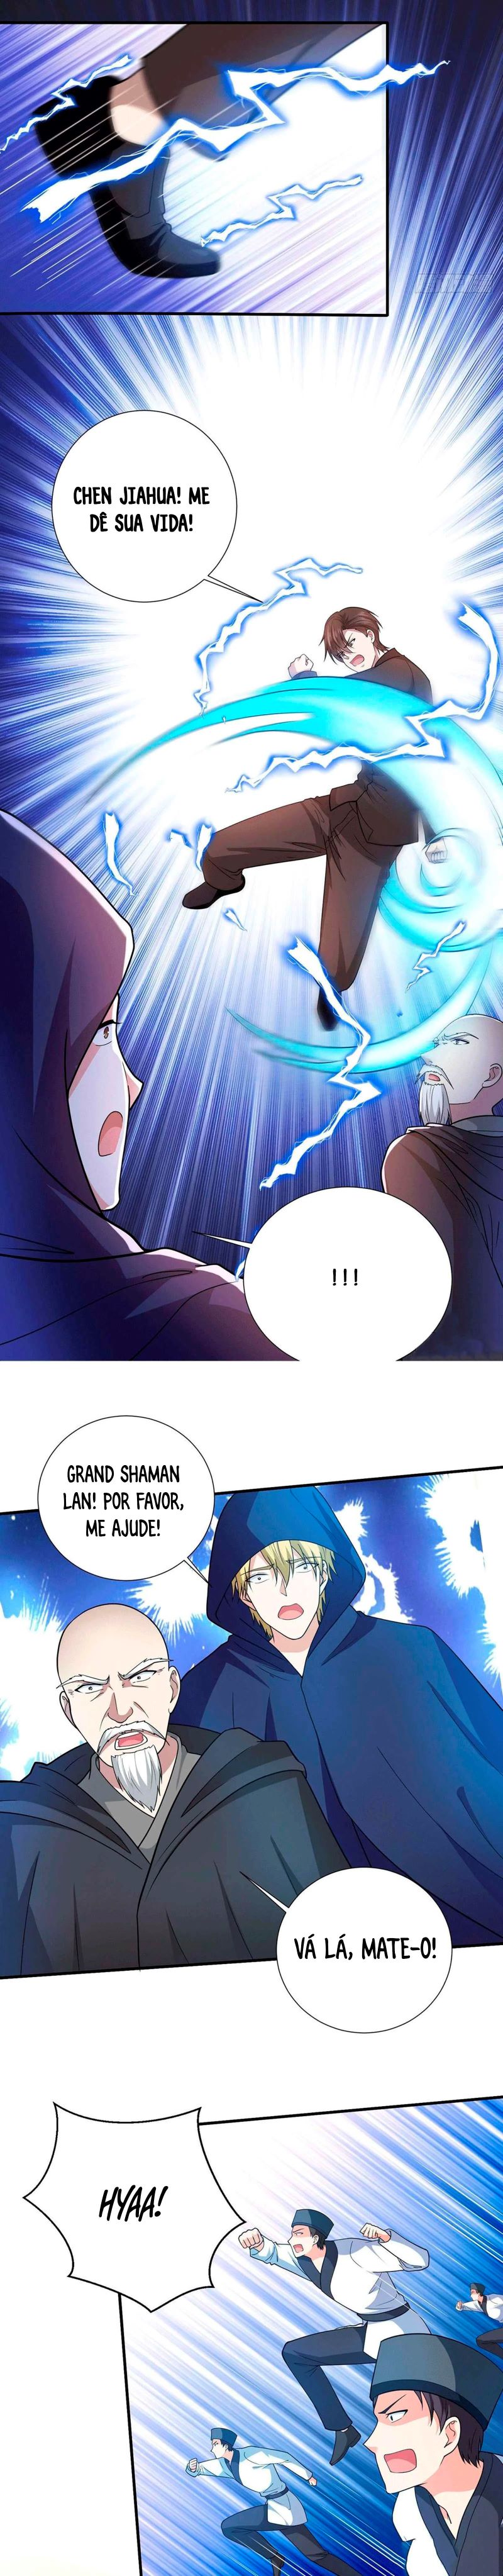 CHEN JIAHUA! ME
DÊ SUA VIDA!
!!!
GRAND SHAMAN
LAN! POR FAVOR,
ME AJUDE!
VÁ LÁ, MATE-O!
HYAA!